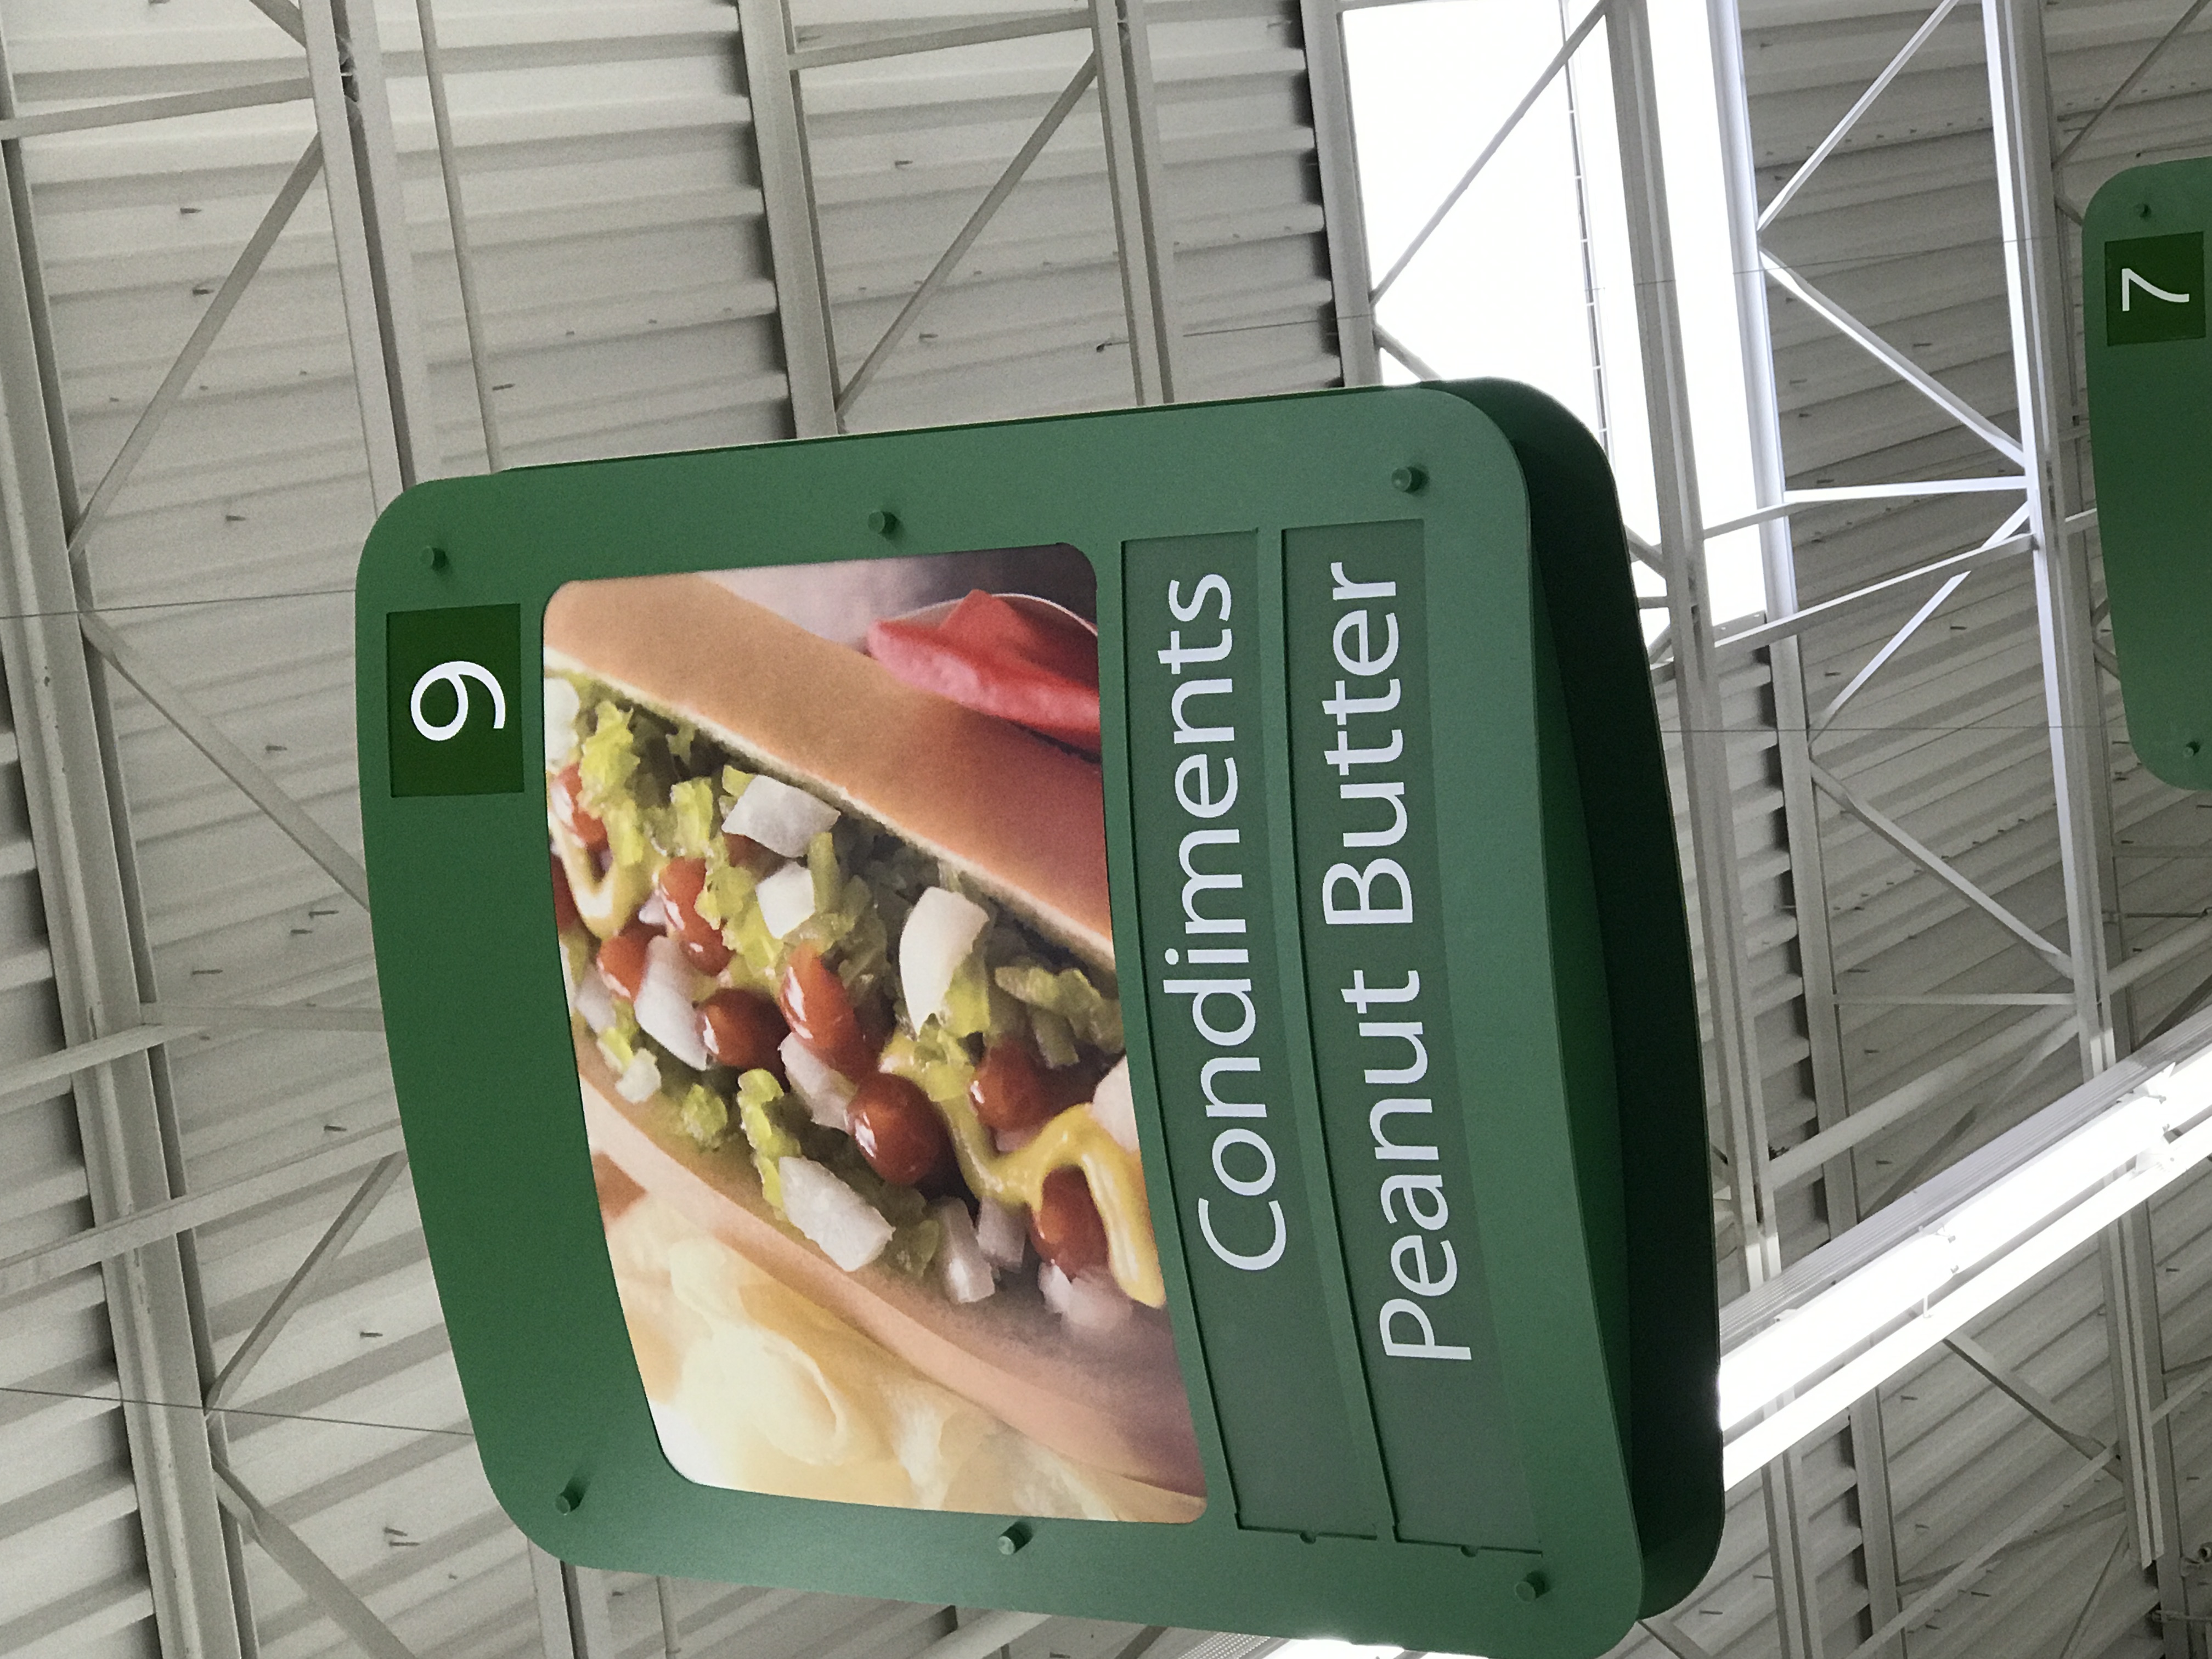 9
Condiments
Peanut Butter
7